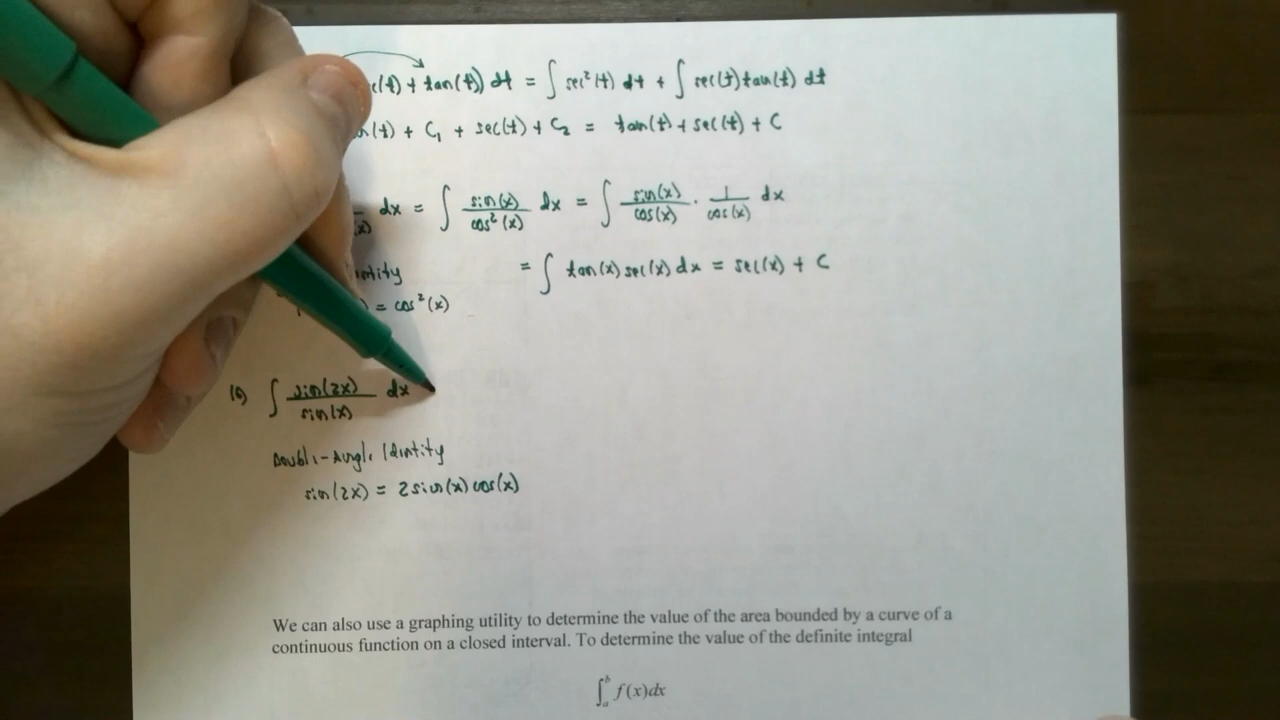 c(t) + tan(t)) dt = ∫ sec²(t) dt + ∫ sec(t)tan(t) dt
n(t) + C₁ + sec(t) + C₂ = tan(t) + sec(t) + C
dx = ∫ sin(x)/cos²(x) dx = ∫ sin(x)/cos(x) · 1/cos(x) dx
= ∫ tan(x) sec(x) dx = sec(x) + C
) = cos²(x)
∫ sin(2x)/sin(x) dx
Double-Angle Identity
sin(2x) = 2sin(x)cos(x)
We can also use a graphing utility to determine the value of the area bounded by a curve of a
continuous function on a closed interval. To determine the value of the definite integral
∫ₐᵇ f(x)dx